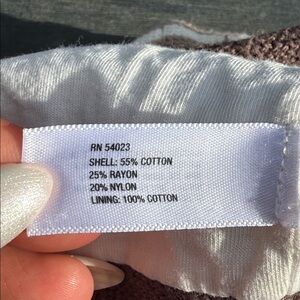 RN 54023
SHELL: 55% COTTON
25% RAYON
20% NYLON
LINING: 100% COTTON